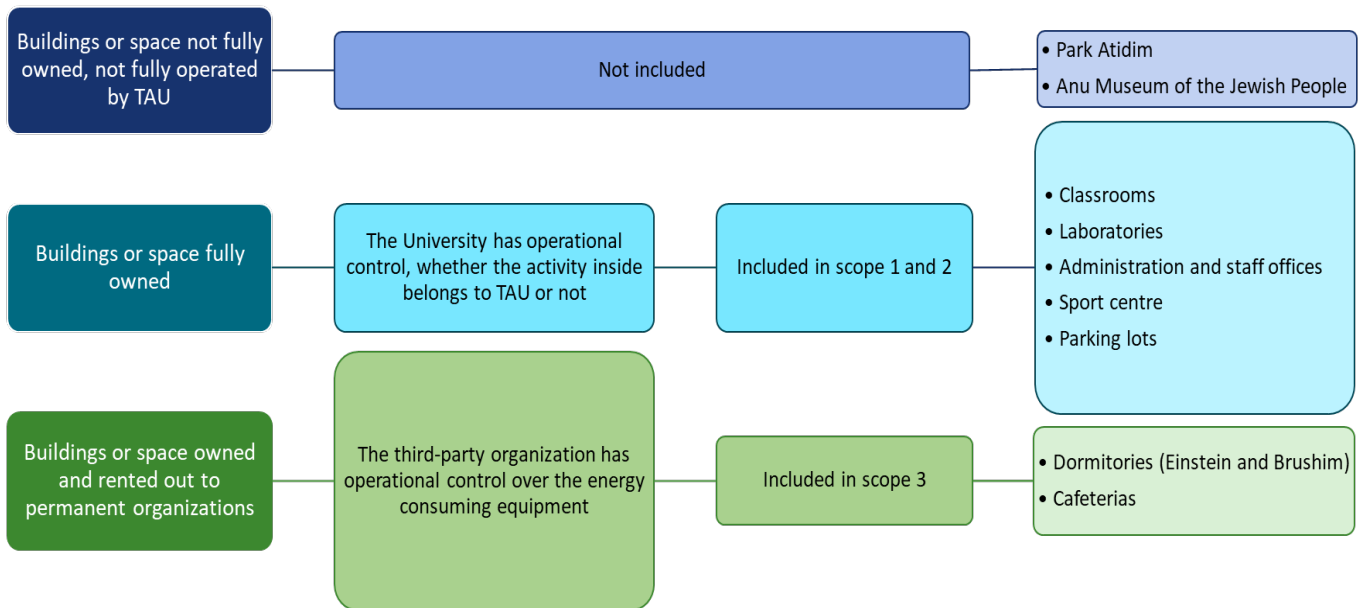 Buildings or space not fully
owned, not fully operated
by TAU
Not included
• Park Atidim
• Anu Museum of the Jewish People
Buildings or space fully
owned
The University has operational
control, whether the activity inside
belongs to TAU or not
Included in scope 1 and 2
• Classrooms
• Laboratories
• Administration and staff offices
• Sport centre
• Parking lots
Buildings or space owned
and rented out to
permanent organizations
The third-party organization has
operational control over the energy
consuming equipment
Included in scope 3
• Dormitories (Einstein and Brushim)
• Cafeterias